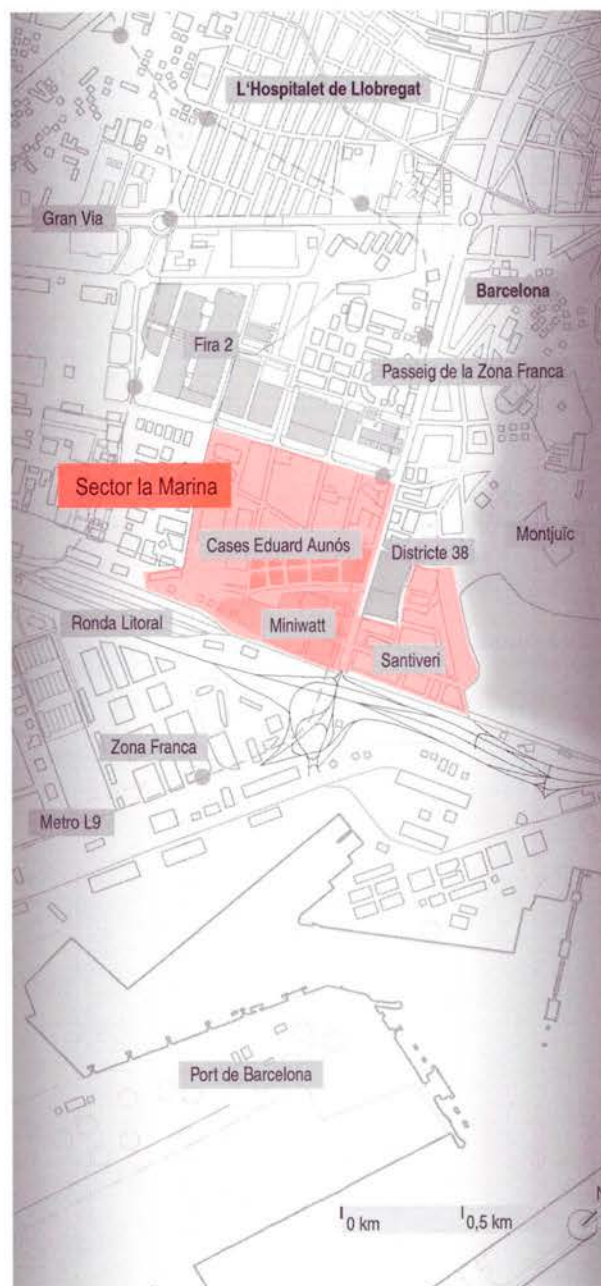 L'Hospitalet de Llobregat
Gran Via
Barcelona
Fira 2
Passeig de la Zona Franca
Sector la Marina
Cases Eduard Aunós
Districte 38
Montjuïc
Ronda Litoral
Miniwatt
Santiveri
Zona Franca
Metro L9
Port de Barcelona
N
0 km
0,5 km